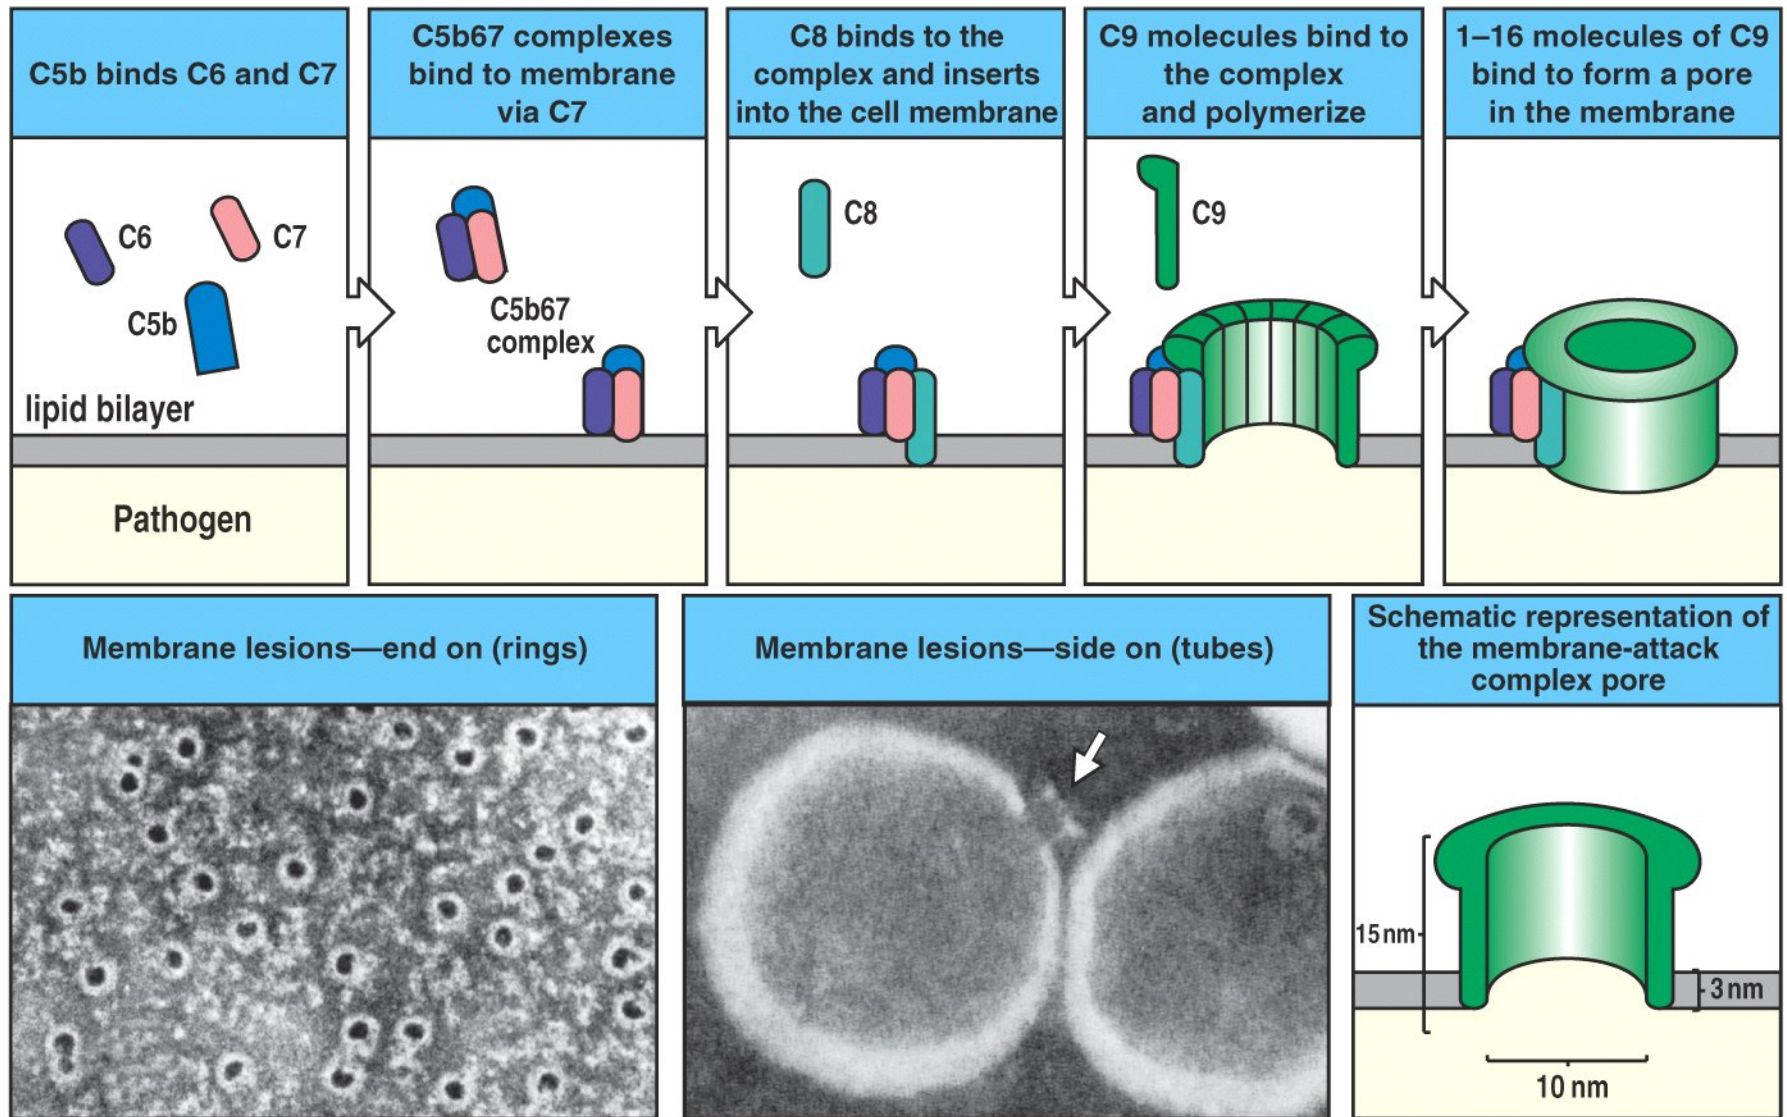 C5b binds C6 and C7
C5b67 complexes
bind to membrane
via C7
C8 binds to the
complex and inserts
into the cell membrane
C9 molecules bind to
the complex
and polymerize
1–16 molecules of C9
bind to form a pore
in the membrane
C6
C7
C5b
lipid bilayer
Pathogen
C5b67
complex
C8
C9
Membrane lesions—end on (rings)
Membrane lesions—side on (tubes)
Schematic representation of
the membrane-attack
complex pore
15 nm
3 nm
10 nm